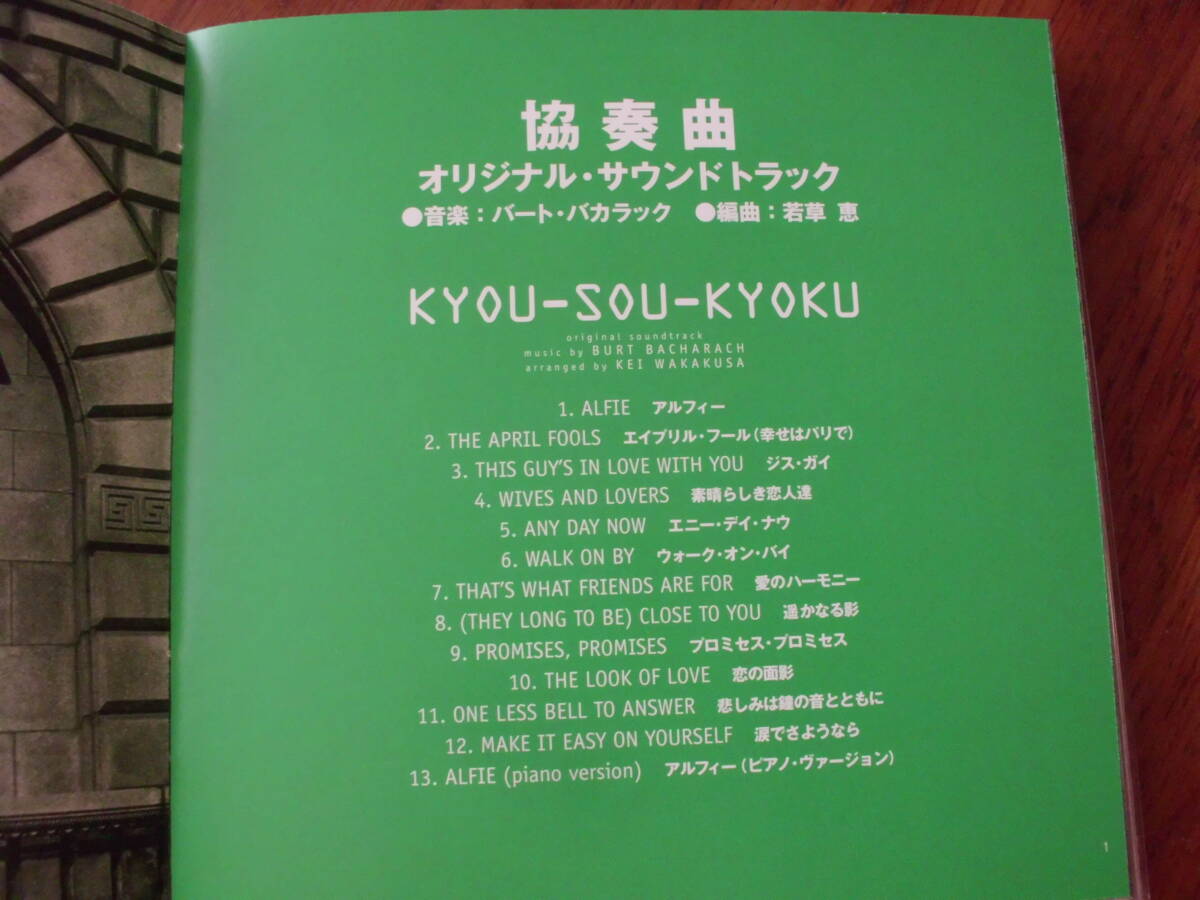 協奏曲
オリジナル・サウンドトラック
●音楽:バート・バカラック ●編曲:若草 恵
KYOU-SOU-KYOKU
original soundtrack
music by BURT BACHARACH
arranged by KEI WAKAKUSA
1. ALFIE アルフィー
2. THE APRIL FOOLS エイプリル・フール(幸せはパリで)
3. THIS GUY'S IN LOVE WITH YOU ジス・ガイ
4. WIVES AND LOVERS 素晴らしき恋人達
5. ANY DAY NOW エニー・デイ・ナウ
6. WALK ON BY ウォーク・オン・バイ
7. THAT'S WHAT FRIENDS ARE FOR 愛のハーモニー
8. (THEY LONG TO BE) CLOSE TO YOU 遥かなる影
9. PROMISES, PROMISES プロミセス・プロミセス
10. THE LOOK OF LOVE 恋の面影
11. ONE LESS BELL TO ANSWER 悲しみは鐘の音とともに
12. MAKE IT EASY ON YOURSELF 涙でさようなら
13. ALFIE (piano version) アルフィー(ピアノ・ヴァージョン)
1